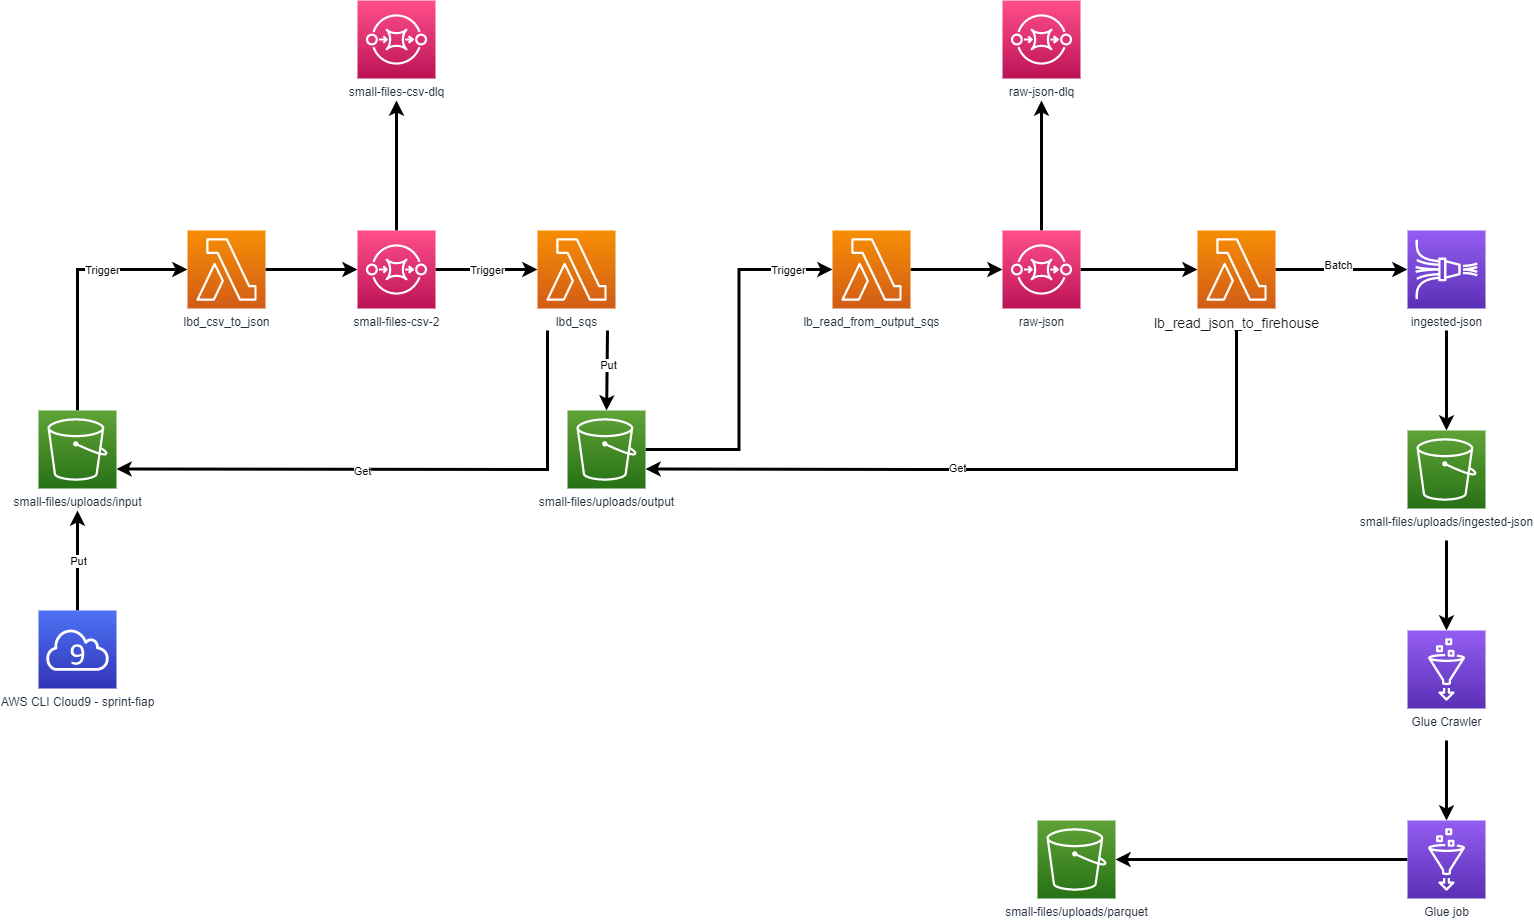 small-files-csv-dlq
raw-json-dlq
Trigger
Trigger
Trigger
Batch
lbd_csv_to_json
small-files-csv-2
lbd_sqs
lb_read_from_output_sqs
raw-json
lb_read_json_to_firehouse
ingested-json
Put
Get
Get
small-files/uploads/input
small-files/uploads/output
small-files/uploads/ingested-json
Put
9
AWS CLI Cloud9 - sprint-fiap
Glue Crawler
small-files/uploads/parquet
Glue job